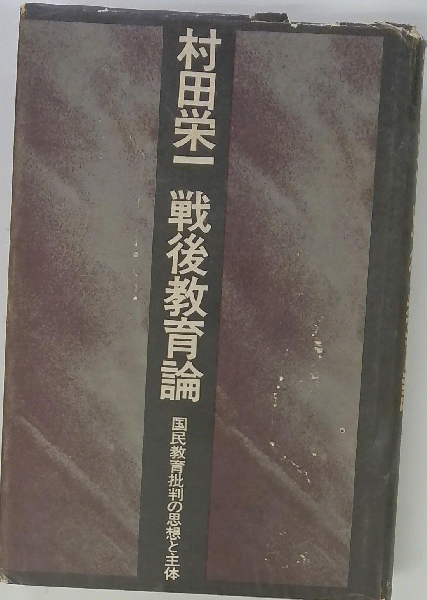 村田栄一
戦後教育論
国民教育批判の思想と主体